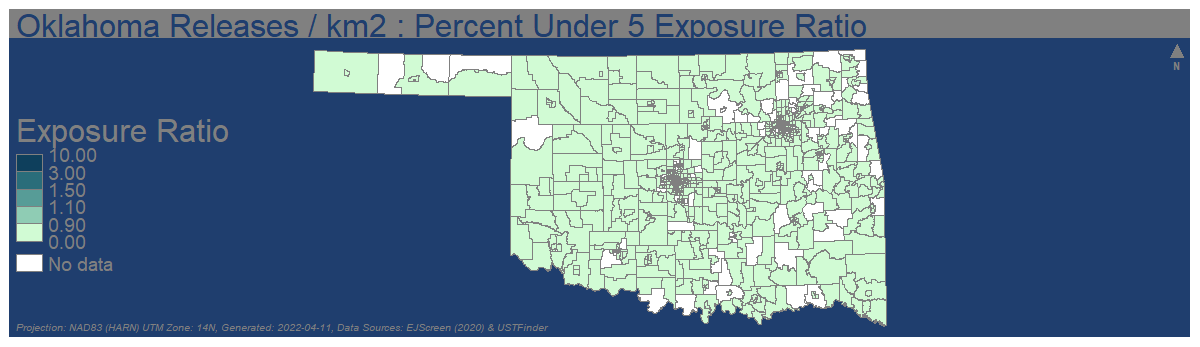 Oklahoma Releases / km2 : Percent Under 5 Exposure Ratio
N
Exposure Ratio
10.00
3.00
1.50
1.10
0.90
0.00
No data
Projection: NAD83 (HARN) UTM Zone: 14N, Generated: 2022-04-11, Data Sources: EJScreen (2020) & USTFinder